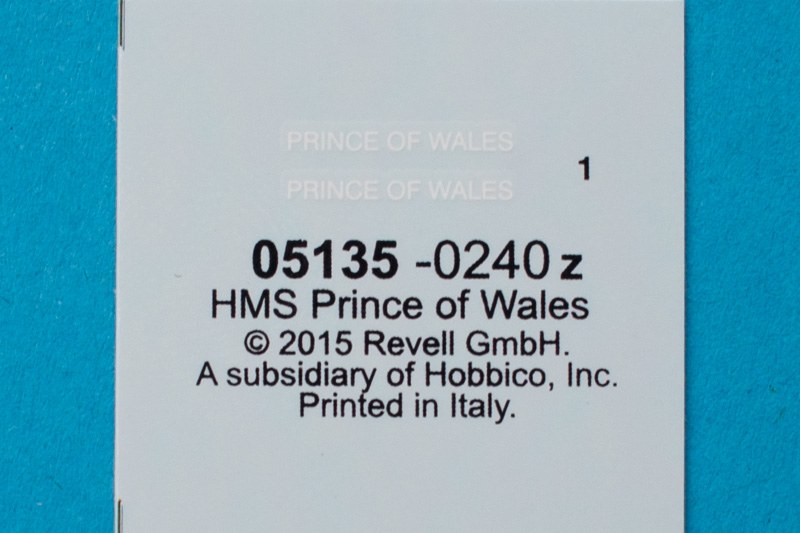 PRINCE OF WALES
1
PRINCE OF WALES
05135 -0240 z
HMS Prince of Wales
© 2015 Revell GmbH.
A subsidiary of Hobbico, Inc.
Printed in Italy.